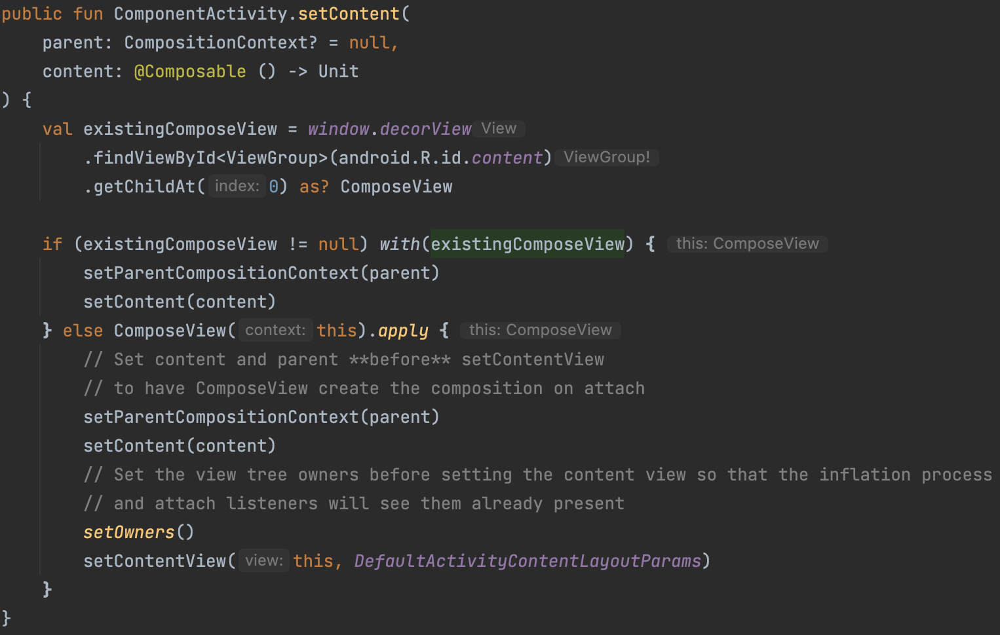 public fun ComponentActivity.setContent(
    parent: CompositionContext? = null,
    content: @Composable () -> Unit
) {
    val existingComposeView = window.decorView View
        .findViewById<ViewGroup>(android.R.id.content) ViewGroup!
        .getChildAt( index: 0) as? ComposeView

    if (existingComposeView != null) with(existingComposeView) { this: ComposeView
        setParentCompositionContext(parent)
        setContent(content)
    } else ComposeView( context: this).apply { this: ComposeView
        // Set content and parent **before** setContentView
        // to have ComposeView create the composition on attach
        setParentCompositionContext(parent)
        setContent(content)
        // Set the view tree owners before setting the content view so that the inflation process
        // and attach listeners will see them already present
        setOwners()
        setContentView( view: this, DefaultActivityContentLayoutParams)
    }
}